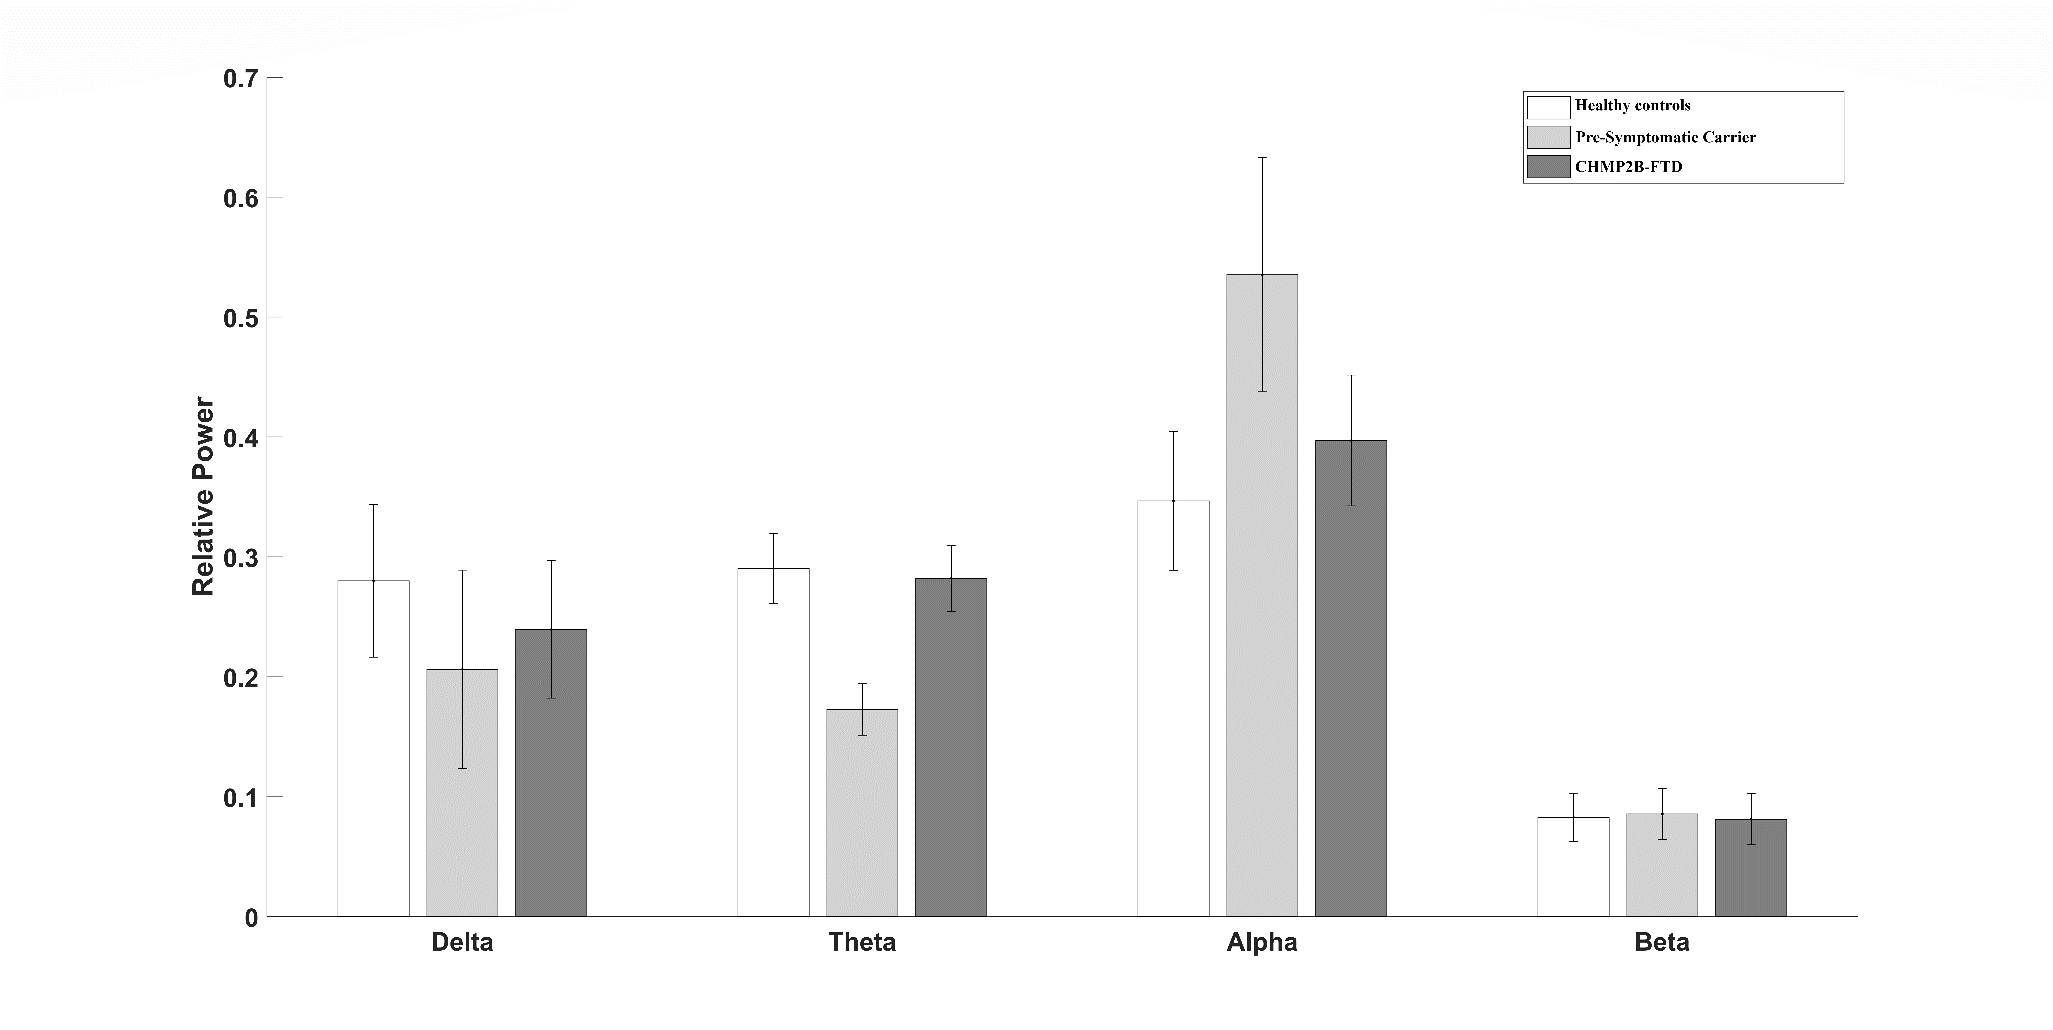 0.7
0.6
0.5
0.4
0.3
0.2
0.1
0
Relative Power
Healthy controls
Pre-Symptomatic Carrier
CHMP2B-FTD
Delta
Theta
Alpha
Beta